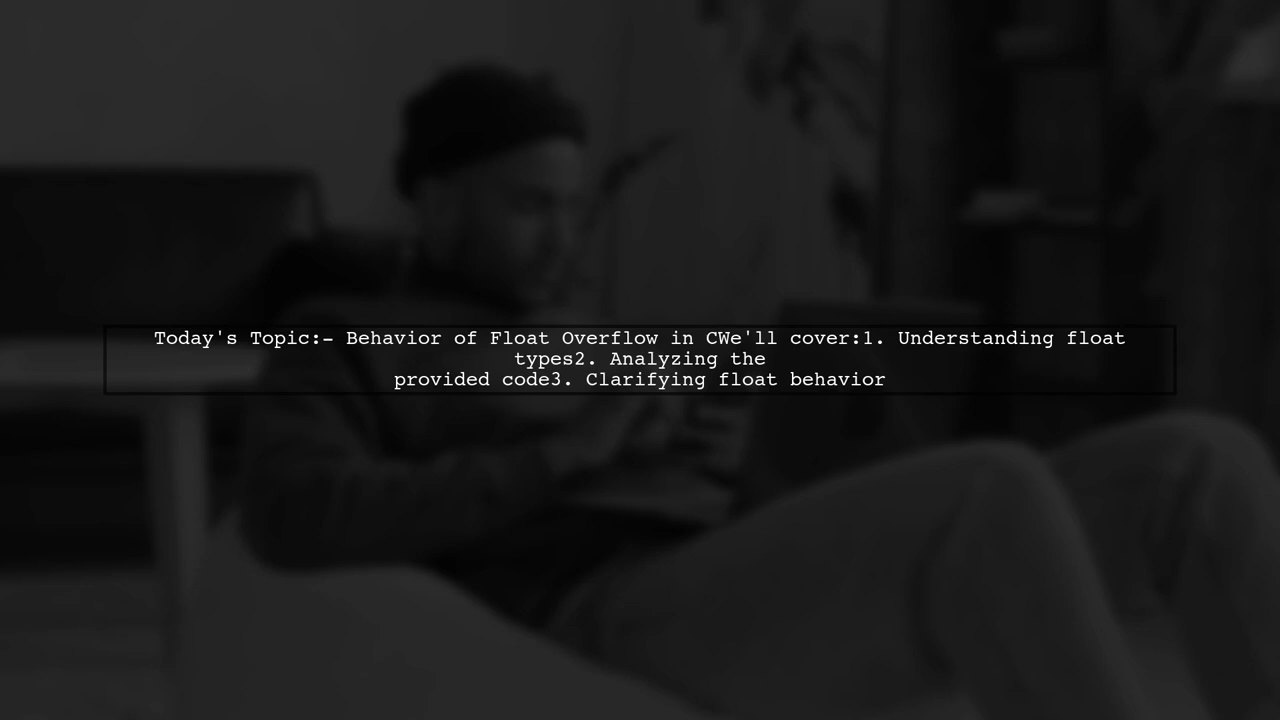 Today's Topic:- Behavior of Float Overflow in CWe'll cover:1. Understanding float
types2. Analyzing the
provided code3. Clarifying float behavior